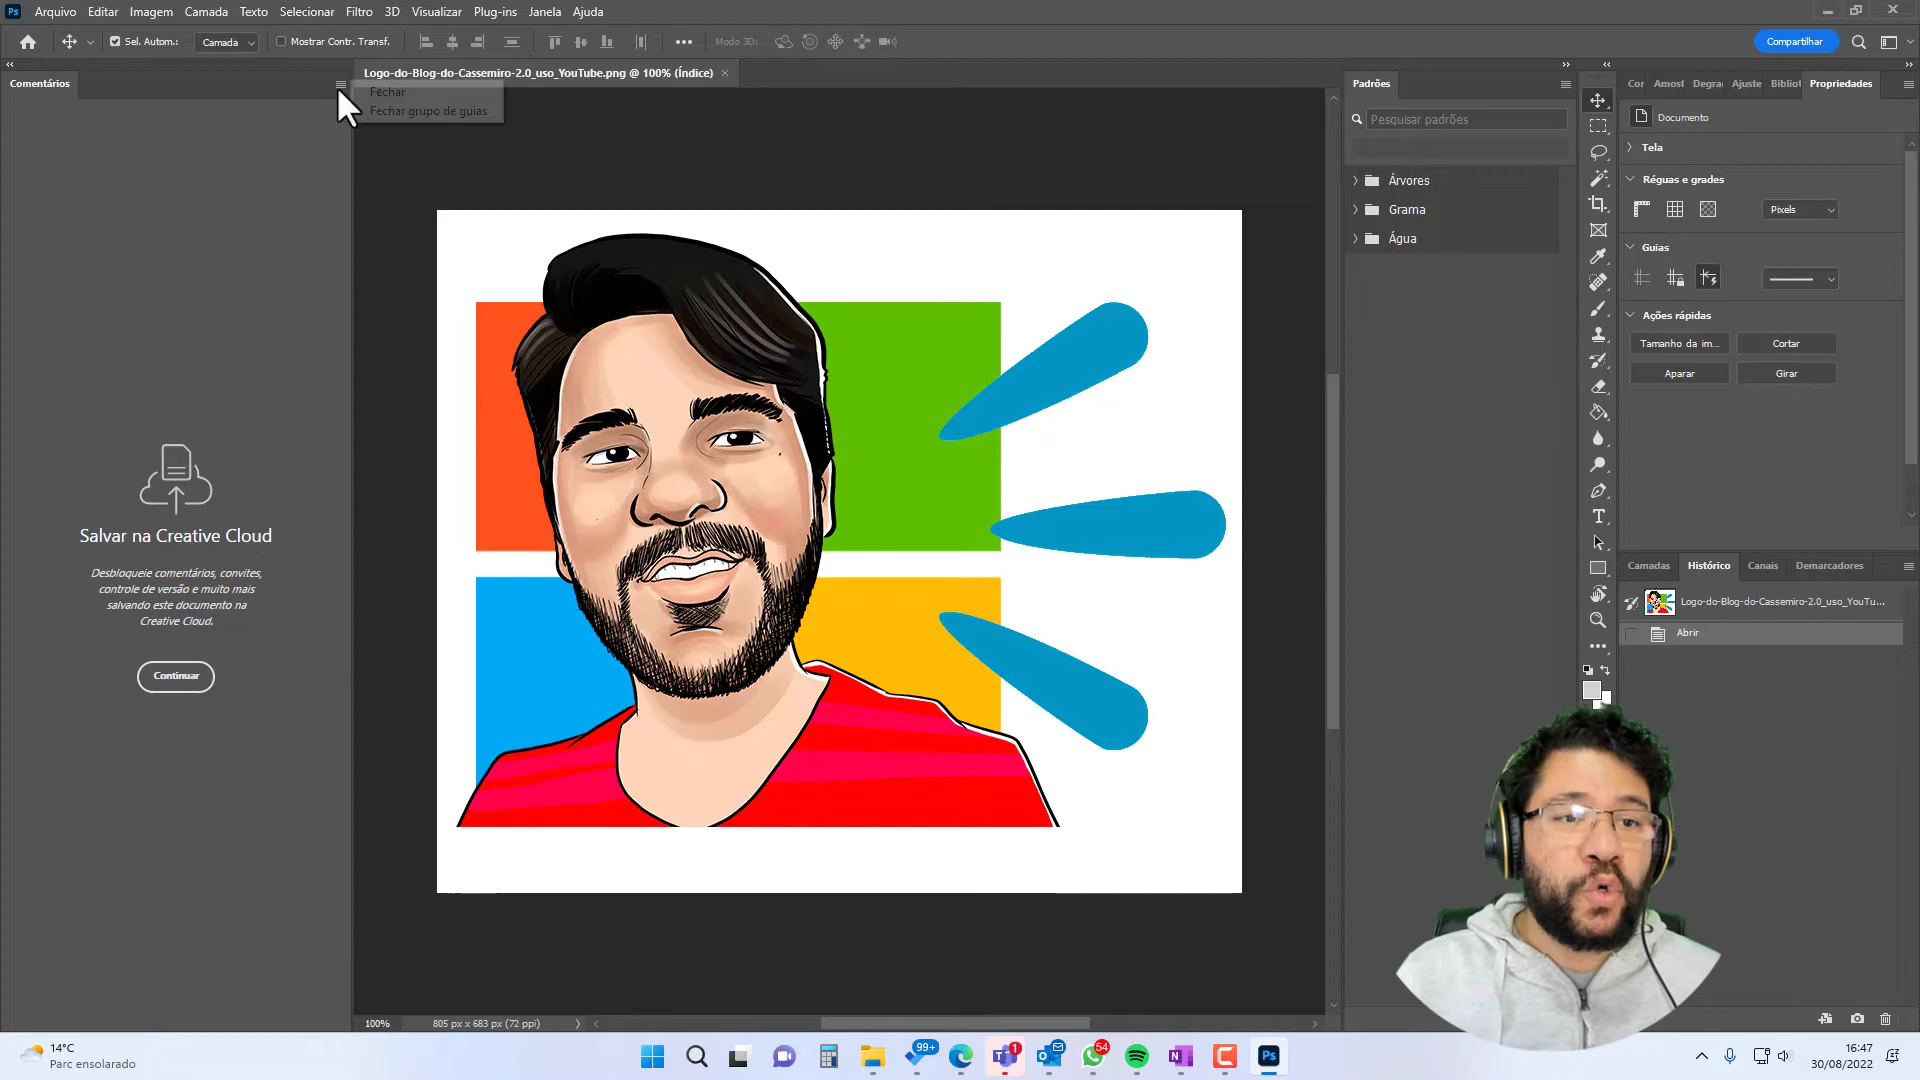 Ps Arquivo Editar Imagem Camada Texto Selecionar Filtro 3D Visualizar Plug-ins Janela Ajuda
Sel. Autom.: Camada Mostrar Contr. Transf. Modo 3D: Compartilhar
Comentários
Logo-do-Blog-do-Cassemiro-2.0_uso_YouTube.png @ 100% (Índice)
Fechar
Fechar grupo de guias
Salvar na Creative Cloud
Desbloqueie comentários, convites,
controle de versão e muito mais
salvando este documento na
Creative Cloud.
Continuar
100% 805 px x 683 px (72 ppi)
Padrões
Pesquisar padrões
Árvores
Grama
Água
Cor Amost Degra Ajuste Bibliot Propriedades
Documento
Tela
Réguas e grades
Pixels
Guias
Ações rápidas
Tamanho da im... Cortar
Aparar Girar
Camadas Histórico Canais Demarcadores
Logo-do-Blog-do-Cassemiro-2.0_uso_YouTu...
Abrir
14°C
Parc ensolarado
99+ 1 54 Ps
16:47
30/08/2022